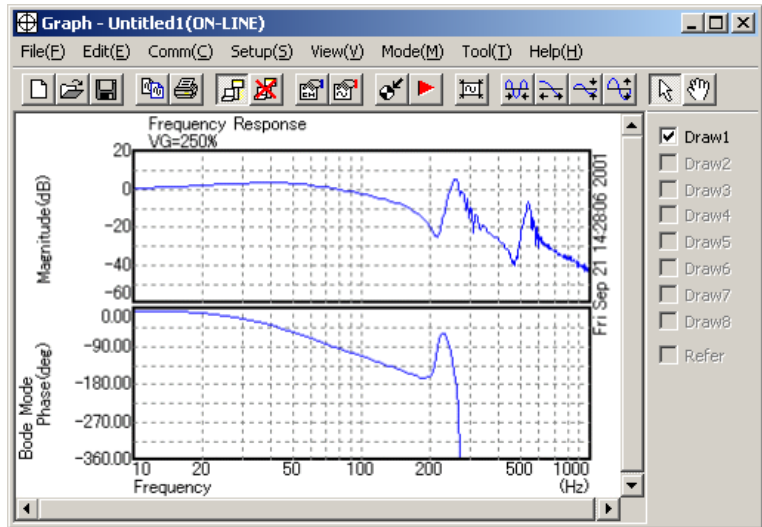 Graph - Untitled1(ON-LINE)
File(F) Edit(E) Comm(C) Setup(S) View(V) Mode(M) Tool(T) Help(H)
Frequency Response
VG=250%
20
0
-20
-40
-60
Magnitude(dB)
Fri Sep 21 14:28:06 2001
0.00
-90.00
-180.00
-270.00
-360.00
Bode Mode
Phase(deg)
10 20 50 100 200 500 1000
Frequency (Hz)
Draw1
Draw2
Draw3
Draw4
Draw5
Draw6
Draw7
Draw8
Refer